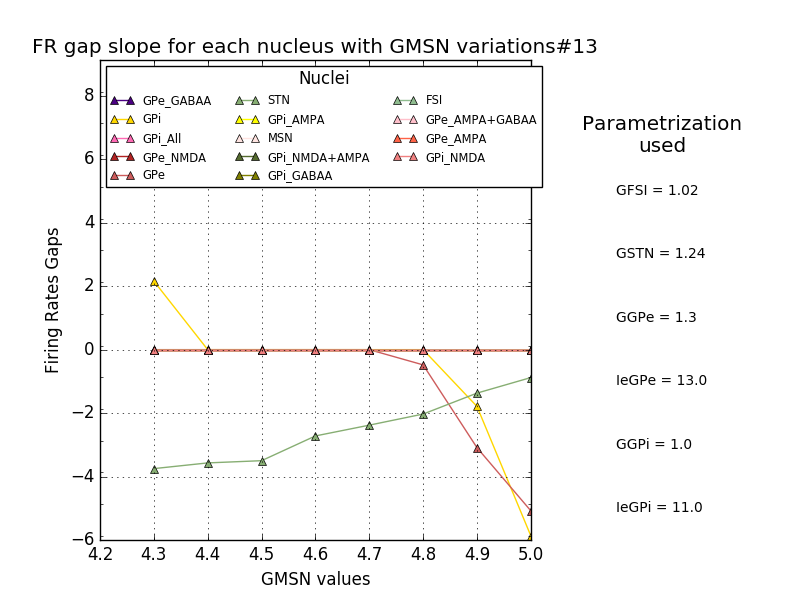 FR gap slope for each nucleus with GMSN variations#13
Nuclei
GPe_GABAA STN FSI
GPi GPi_AMPA GPe_AMPA+GABAA
GPi_All MSN GPe_AMPA
GPe_NMDA GPi_NMDA+AMPA GPi_NMDA
GPe GPi_GABAA
8
6
4
2
0
−2
−4
−6
Firing Rates Gaps
4.2 4.3 4.4 4.5 4.6 4.7 4.8 4.9 5.0
GMSN values
Parametrization
used
GFSI = 1.02
GSTN = 1.24
GGPe = 1.3
IeGPe = 13.0
GGPi = 1.0
IeGPi = 11.0